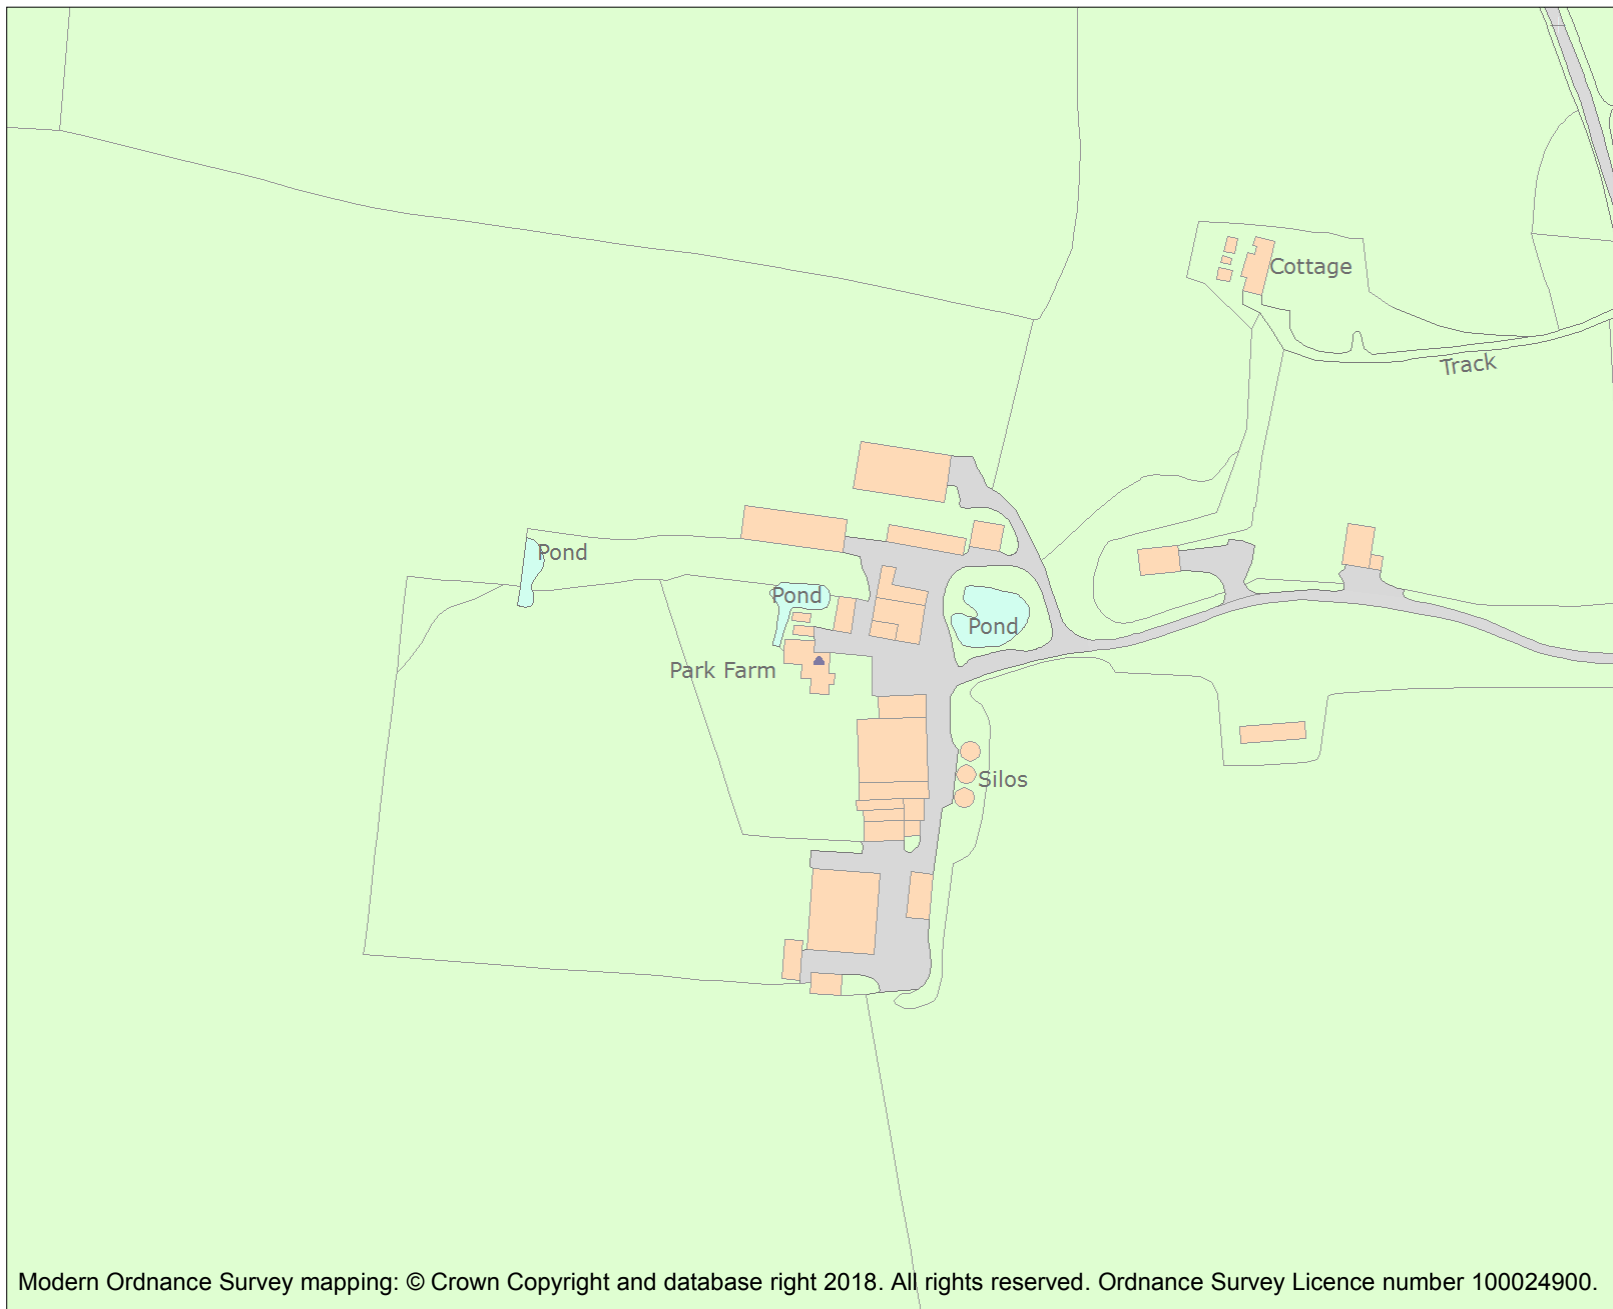 Cottage
Track
Pond
Pond
Pond
Park Farm
Silos
Modern Ordnance Survey mapping: © Crown Copyright and database right 2018. All rights reserved. Ordnance Survey Licence number 100024900.